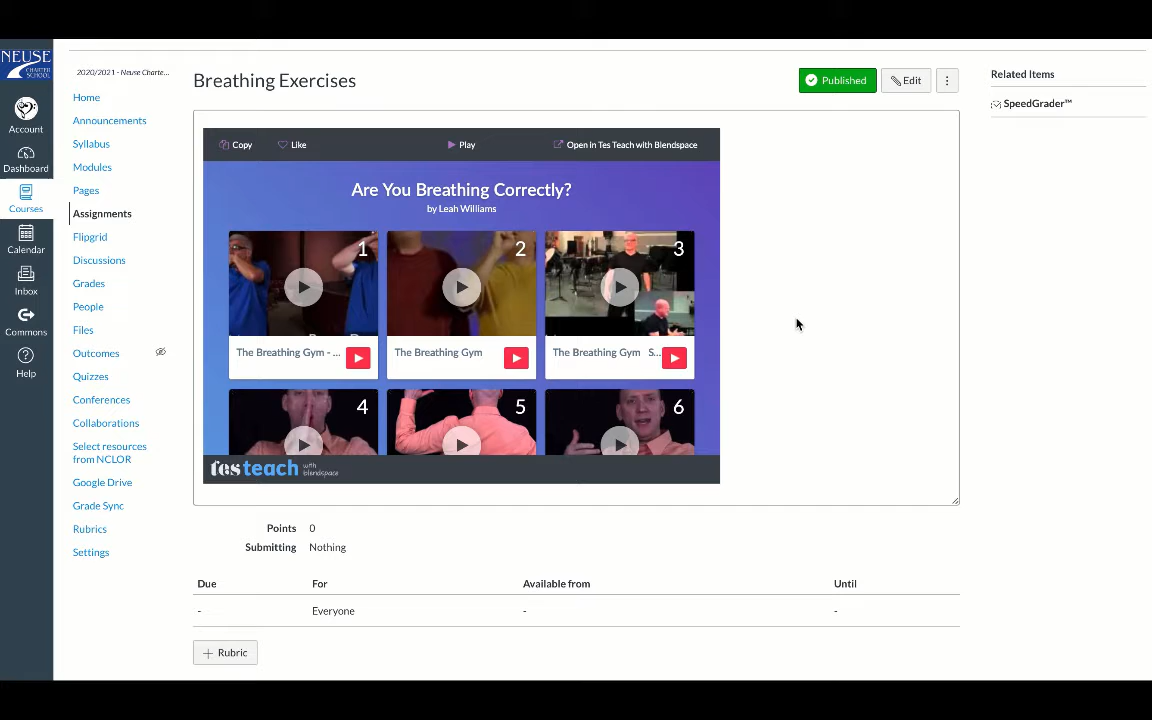 NEUSE
CHARTER
SCHOOL
Account
Dashboard
Courses
Calendar
Inbox
Commons
Help
2020/2021 - Neuse Charte...
Home
Announcements
Syllabus
Modules
Pages
Assignments
Flipgrid
Discussions
Grades
People
Files
Outcomes
Quizzes
Conferences
Collaborations
Select resources
from NCLOR
Google Drive
Grade Sync
Rubrics
Settings
Breathing Exercises
Published
Edit
Copy
Like
Play
Open in Tes Teach with Blendspace
Are You Breathing Correctly?
by Leah Williams
1
2
3
The Breathing Gym - ...
The Breathing Gym
The Breathing Gym S...
4
5
6
tes teach with
blendspace
Points 0
Submitting Nothing
Due For Available from Until
- Everyone - -
+ Rubric
Related Items
SpeedGrader™